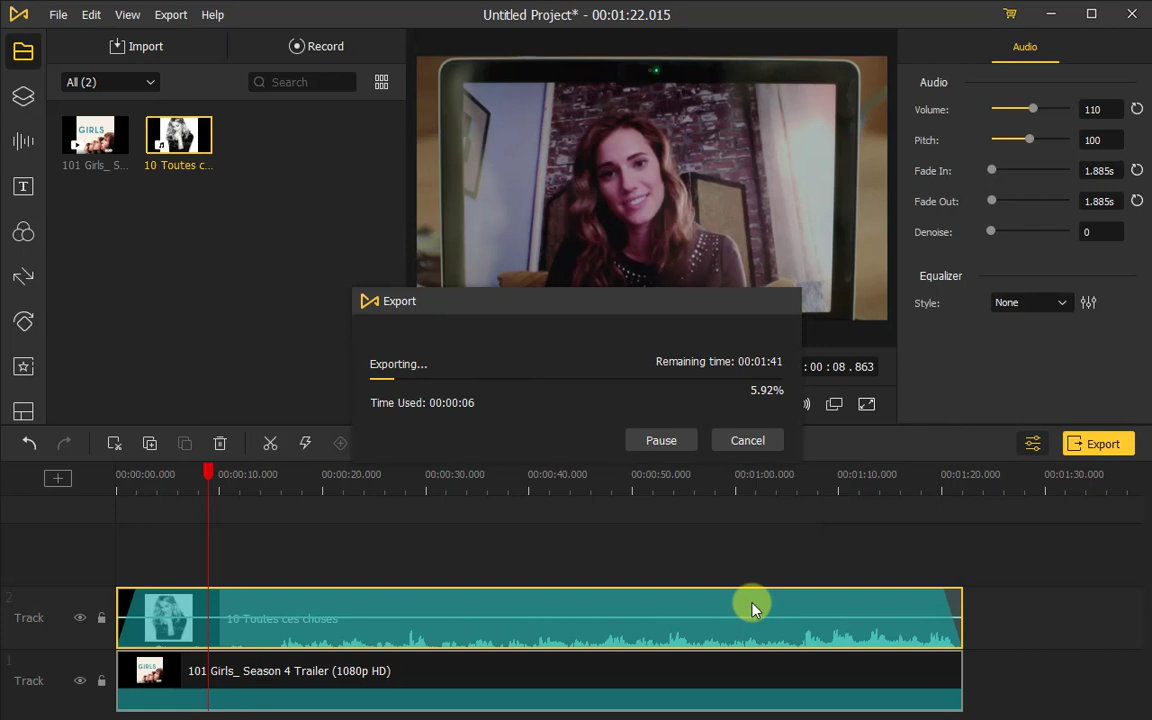 File Edit View Export Help
Untitled Project* - 00:01:22.015
Import
Record
Audio
All (2)
Search
GIRLS
101 Girls_ S...
10 Toutes c...
Audio
Volume: 110
Pitch: 100
Fade In: 1.885s
Fade Out: 1.885s
Denoise: 0
Equalizer
Style: None
Export
Exporting...
Remaining time: 00:01:41
5.92%
Time Used: 00:00:06
:00 : 08 . 863
Pause Cancel
Export
00:00:00.000 00:00:10.000 00:00:20.000 00:00:30.000 00:00:40.000 00:00:50.000 00:01:00.000 00:01:10.000 00:01:20.000 00:01:30.000
2
Track
10 Toutes ces choses
1
Track
GIRLS
101 Girls_ Season 4 Trailer (1080p HD)